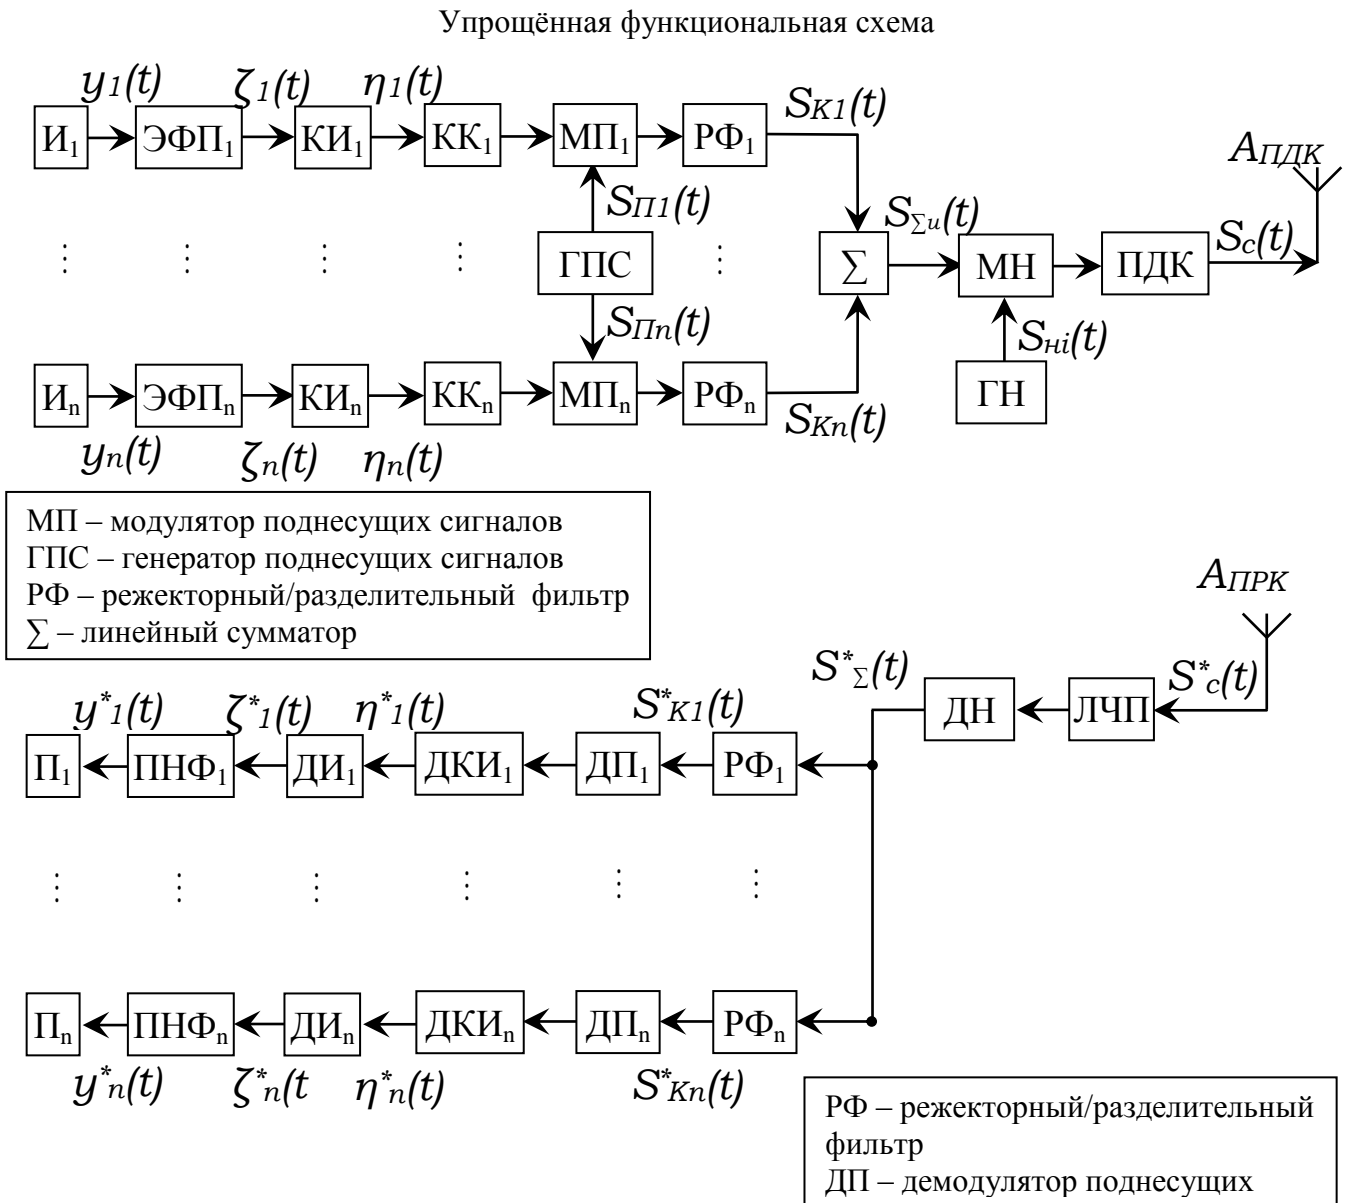 Упрощённая функциональная схема
y1(t) ζ1(t) η1(t) SK1(t)
И1 ЭФП1 КИ1 КК1 МП1 РФ1
AПДК
SП1(t) S∑u(t) Sc(t)
ГПС ∑ МН ПДК
SПn(t) Sнi(t)
Иn ЭФПn КИn ККn МПn РФn ГН
yn(t) ζn(t) ηn(t) SKn(t)
МП – модулятор поднесущих сигналов
ГПС – генератор поднесущих сигналов
РФ – режекторный/разделительный фильтр
∑ – линейный сумматор
AПРК
S*∑(t) S*c(t)
ДН ЛЧП
y*1(t) ζ*1(t) η*1(t) S*K1(t)
П1 ПНФ1 ДИ1 ДКИ1 ДП1 РФ1
Пn ПНФn ДИn ДКИn ДПn РФn
y*n(t) ζ*n(t η*n(t) S*Kn(t)
РФ – режекторный/разделительный
фильтр
ДП – демодулятор поднесущих